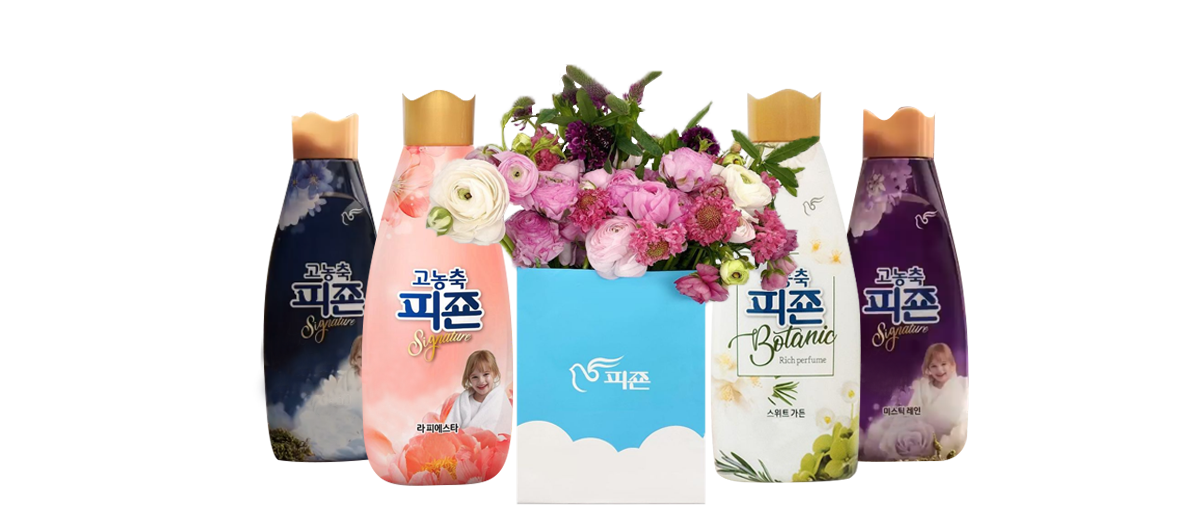 고농축
피죤
Signature
고농축
피죤
Signature
라피에스타
피죤
농축
피죤
Botanic
Rich perfume
스위트 가든
고농축
피죤
Signature
미스틱 레인